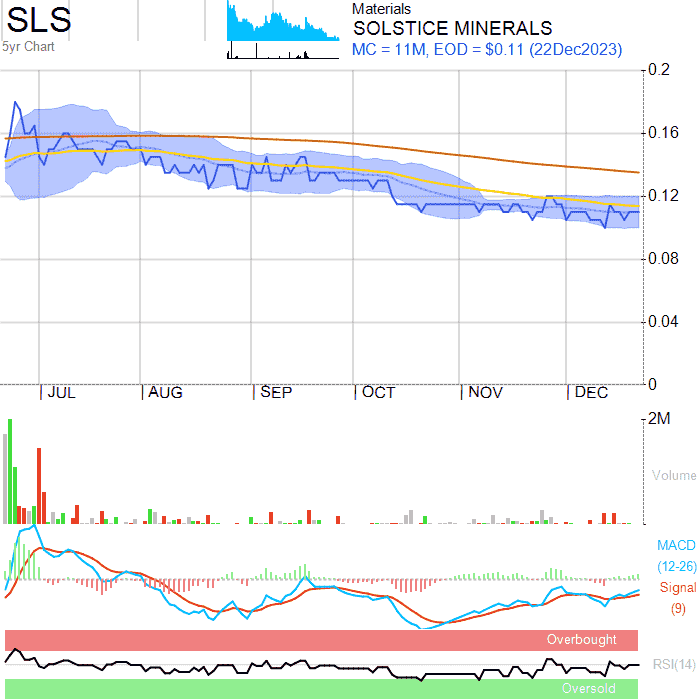 SLS
5yr Chart
Materials
SOLSTICE MINERALS
MC = 11M, EOD = $0.11 (22Dec2023)
0.2
0.16
0.12
0.08
0.04
0
JUL AUG SEP OCT NOV DEC
2M
Volume
MACD
(12-26)
Signal
(9)
Overbought
RSI(14)
Oversold